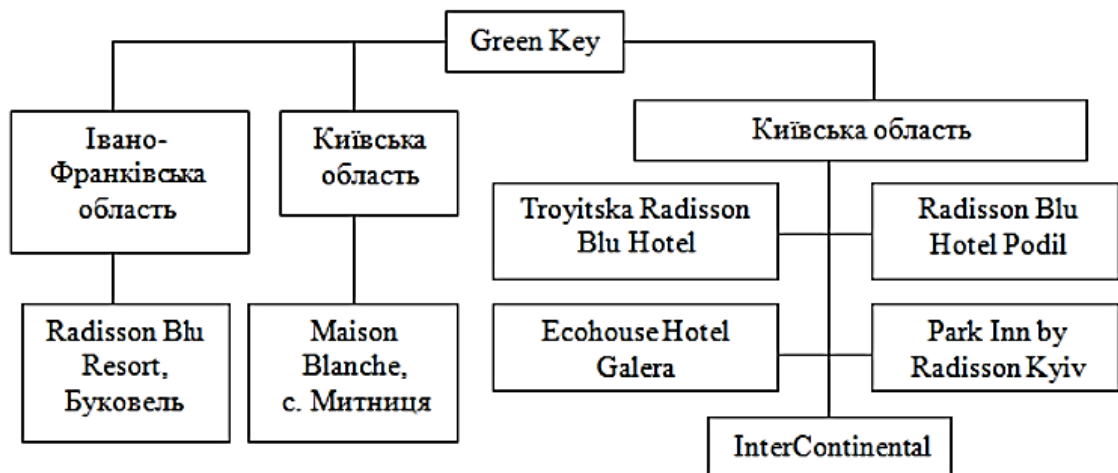 Green Key
Івано-
Франківська
область
Київська
область
Київська область
Radisson Blu
Resort,
Буковель
Maison
Blanche,
с. Митниця
Troyitska Radisson
Blu Hotel
Radisson Blu
Hotel Podil
Ecohouse Hotel
Galera
Park Inn by
Radisson Kyiv
InterContinental